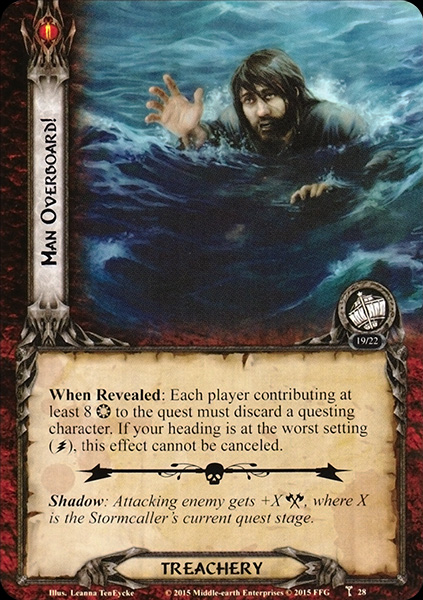 MAN OVERBOARD!
19/22
When Revealed: Each player contributing at
least 8 to the quest must discard a questing
character. If your heading is at the worst setting
( ), this effect cannot be canceled.
Shadow: Attacking enemy gets +X , where X
is the Stormcaller's current quest stage.
TREACHERY
Illus. Leanna TenEycke © 2015 Middle-earth Enterprises © 2015 FFG 28